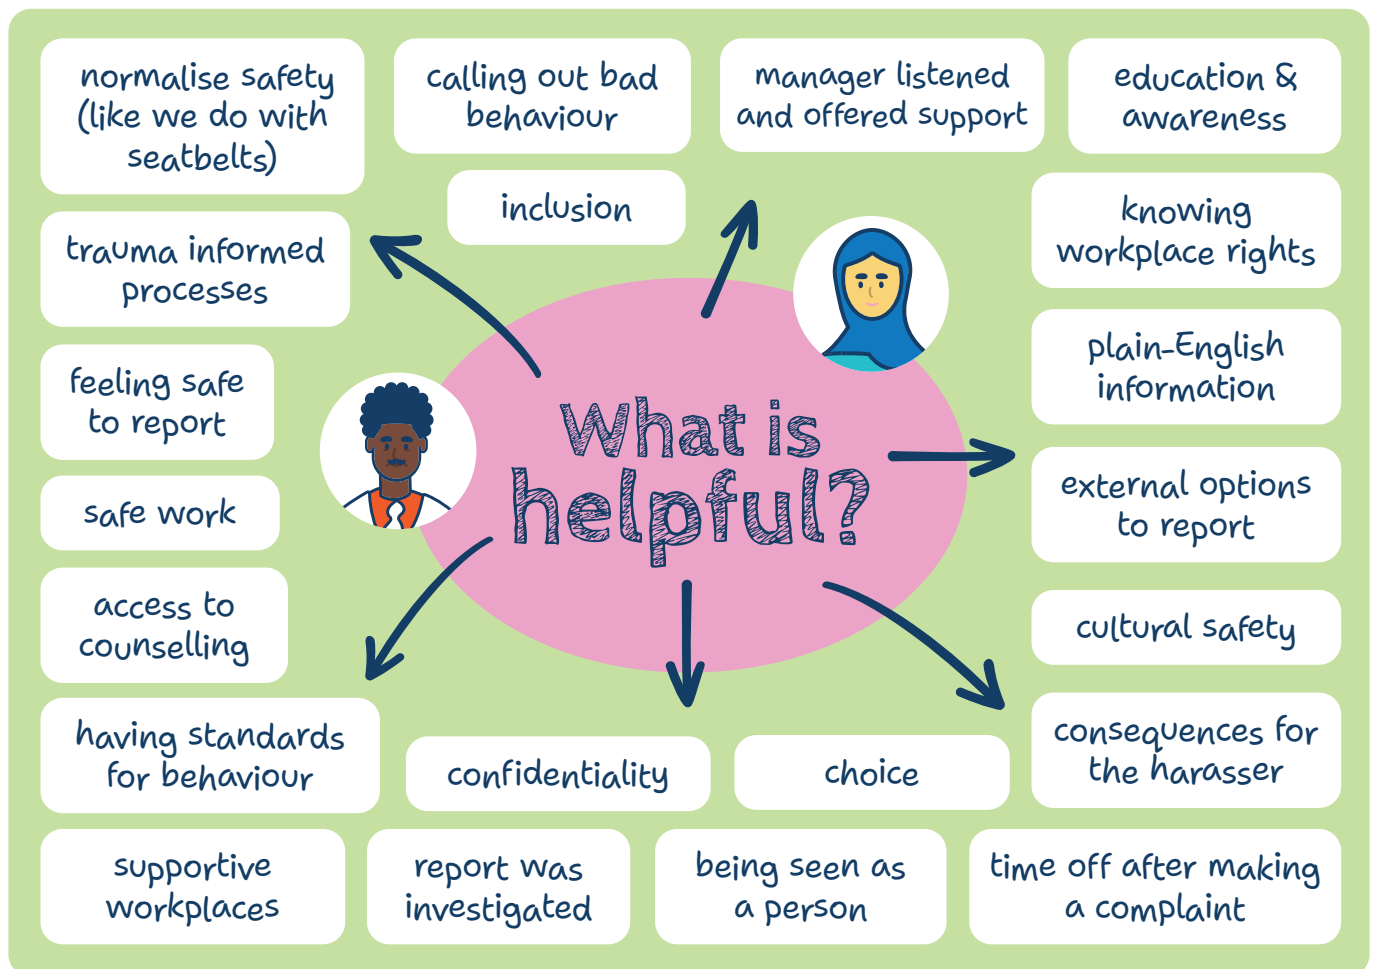 normalise safety
(like we do with
seatbelts)
calling out bad
behaviour
manager listened
and offered support
education &
awareness
inclusion
knowing
workplace rights
trauma informed
processes
plain-English
information
feeling safe
to report
What is
helpful?
external options
to report
safe work
access to
counselling
cultural safety
having standards
for behaviour
confidentiality
choice
consequences for
the harasser
supportive
workplaces
report was
investigated
being seen as
a person
time off after making
a complaint